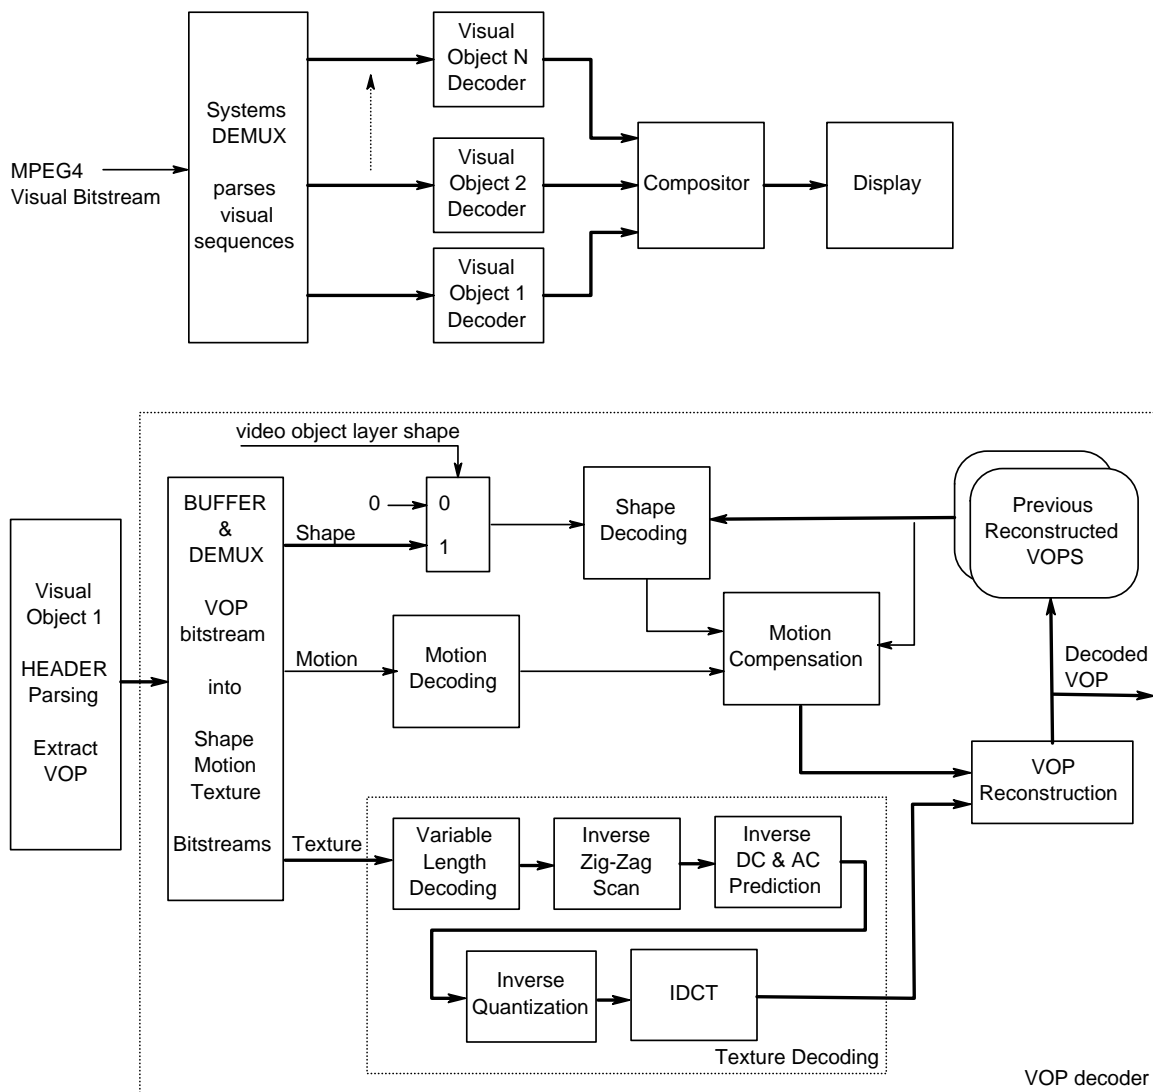 MPEG4
Visual Bitstream
Systems
DEMUX
parses
visual
sequences
Visual
Object N
Decoder
Visual
Object 2
Decoder
Visual
Object 1
Decoder
Compositor
Display
Visual
Object 1
HEADER
Parsing
Extract
VOP
BUFFER
&
DEMUX
VOP
bitstream
into
Shape
Motion
Texture
Bitstreams
video object layer shape
0
0
1
Shape
Shape
Decoding
Previous
Reconstructed
VOPS
Motion
Motion
Decoding
Motion
Compensation
Decoded
VOP
VOP
Reconstruction
Texture
Variable
Length
Decoding
Inverse
Zig-Zag
Scan
Inverse
DC & AC
Prediction
Inverse
Quantization
IDCT
Texture Decoding
VOP decoder